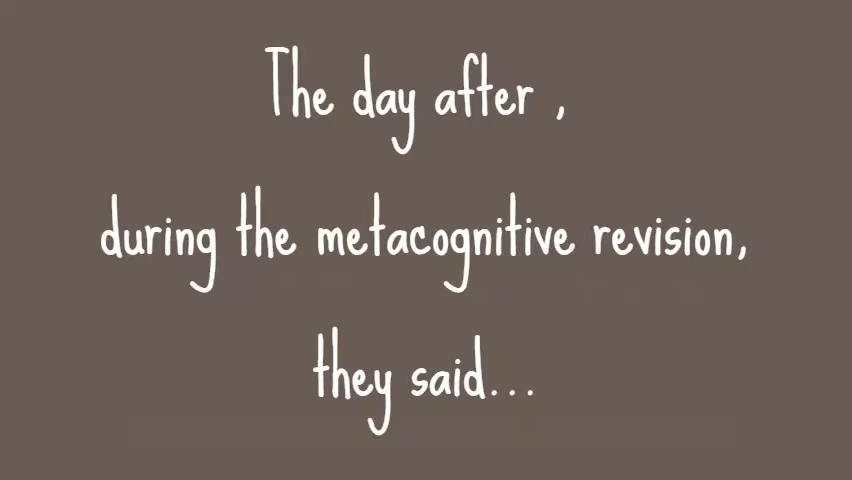 The day after ,
during the metacognitive revision,
they said...